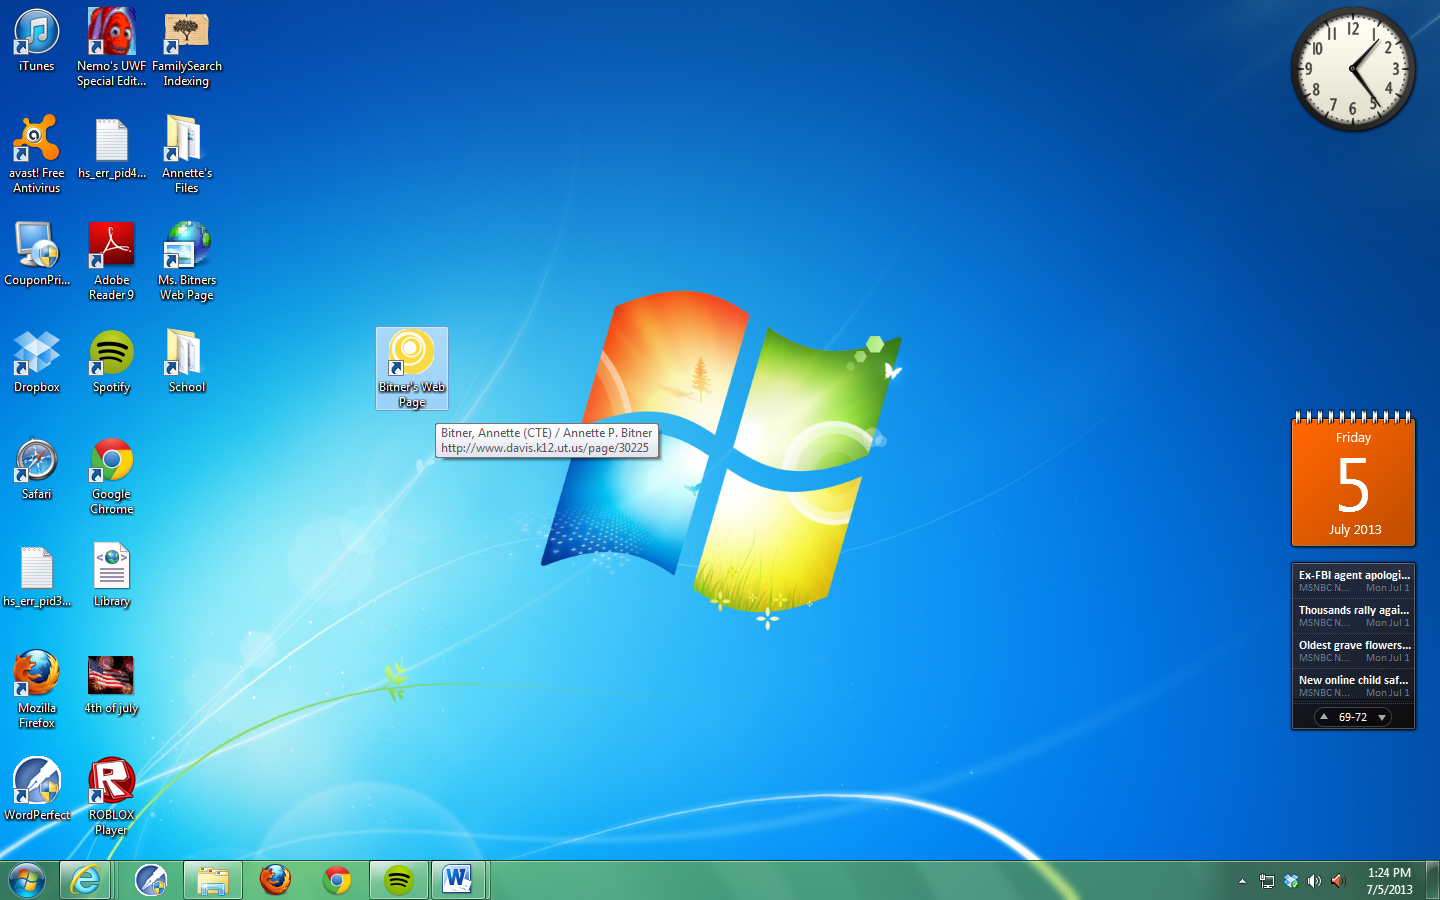 iTunes
Nemo's UWF
Special Edit...
FamilySearch
Indexing
avast! Free
Antivirus
hs_err_pid4...
Annette's
Files
CouponPri...
Adobe
Reader 9
Ms. Bitners
Web Page
Dropbox
Spotify
School
Bitner's Web
Page
Bitner, Annette (CTE) / Annette P. Bitner
http://www.davis.k12.ut.us/page/30225
Safari
Google
Chrome
hs_err_pid3...
Library
Mozilla
Firefox
4th of july
WordPerfect
ROBLOX
Player
12
1
2
3
4
5
6
7
8
9
10
11
Friday
5
July 2013
Ex-FBI agent apologi...
MSNBC N... Mon Jul 1
Thousands rally agai...
MSNBC N... Mon Jul 1
Oldest grave flowers...
MSNBC N... Mon Jul 1
New online child saf...
MSNBC N... Mon Jul 1
69-72
1:24 PM
7/5/2013